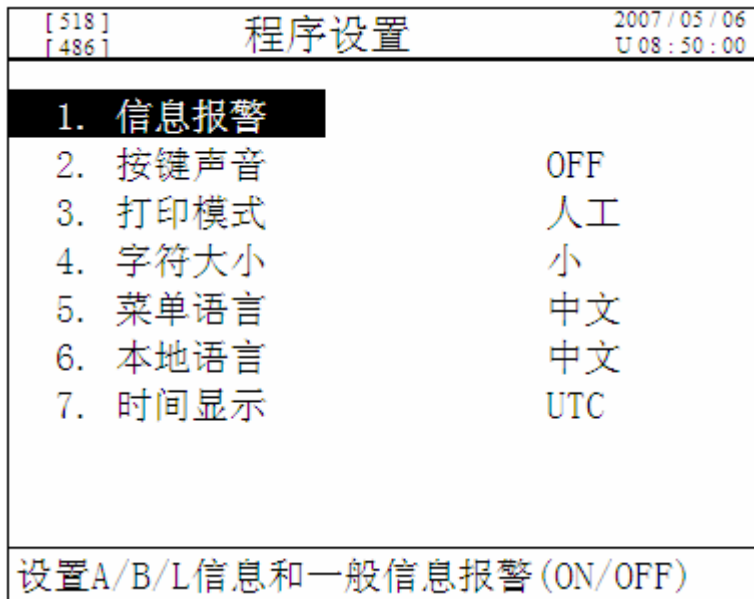 [518]
[486]
程序设置
2007/05/06
U 08:50:00
1. 信息报警
2. 按键声音 OFF
3. 打印模式 人工
4. 字符大小 小
5. 菜单语言 中文
6. 本地语言 中文
7. 时间显示 UTC
设置A/B/L信息和一般信息报警(ON/OFF)